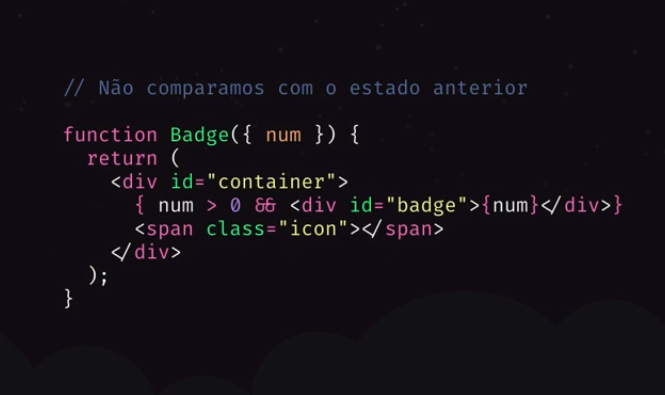 // Não comparamos com o estado anterior
function Badge({ num }) {
return (
<div id="container">
{ num > 0 && <div id="badge">{num}</div>}
<span class="icon"></span>
</div>
);
}